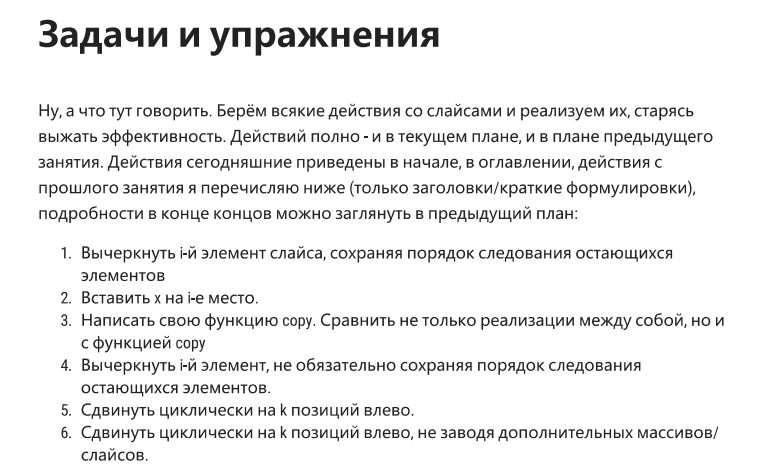 Задачи и упражнения
Ну, а что тут говорить. Берём всякие действия со слайсами и реализуем их, старясь
выжать эффективность. Действий полно - и в текущем плане, и в плане предыдущего
занятия. Действия сегодняшние приведены в начале, в оглавлении, действия с
прошлого занятия я перечисляю ниже (только заголовки/краткие формулировки),
подробности в конце концов можно заглянуть в предыдущий план:
1. Вычеркнуть i-й элемент слайса, сохраняя порядок следования остающихся
элементов
2. Вставить x на i-е место.
3. Написать свою функцию copy. Сравнить не только реализации между собой, но и
с функцией copy
4. Вычеркнуть i-й элемент, не обязательно сохраняя порядок следования
остающихся элементов.
5. Сдвинуть циклически на k позиций влево.
6. Сдвинуть циклически на k позиций влево, не заводя дополнительных массивов/
слайсов.